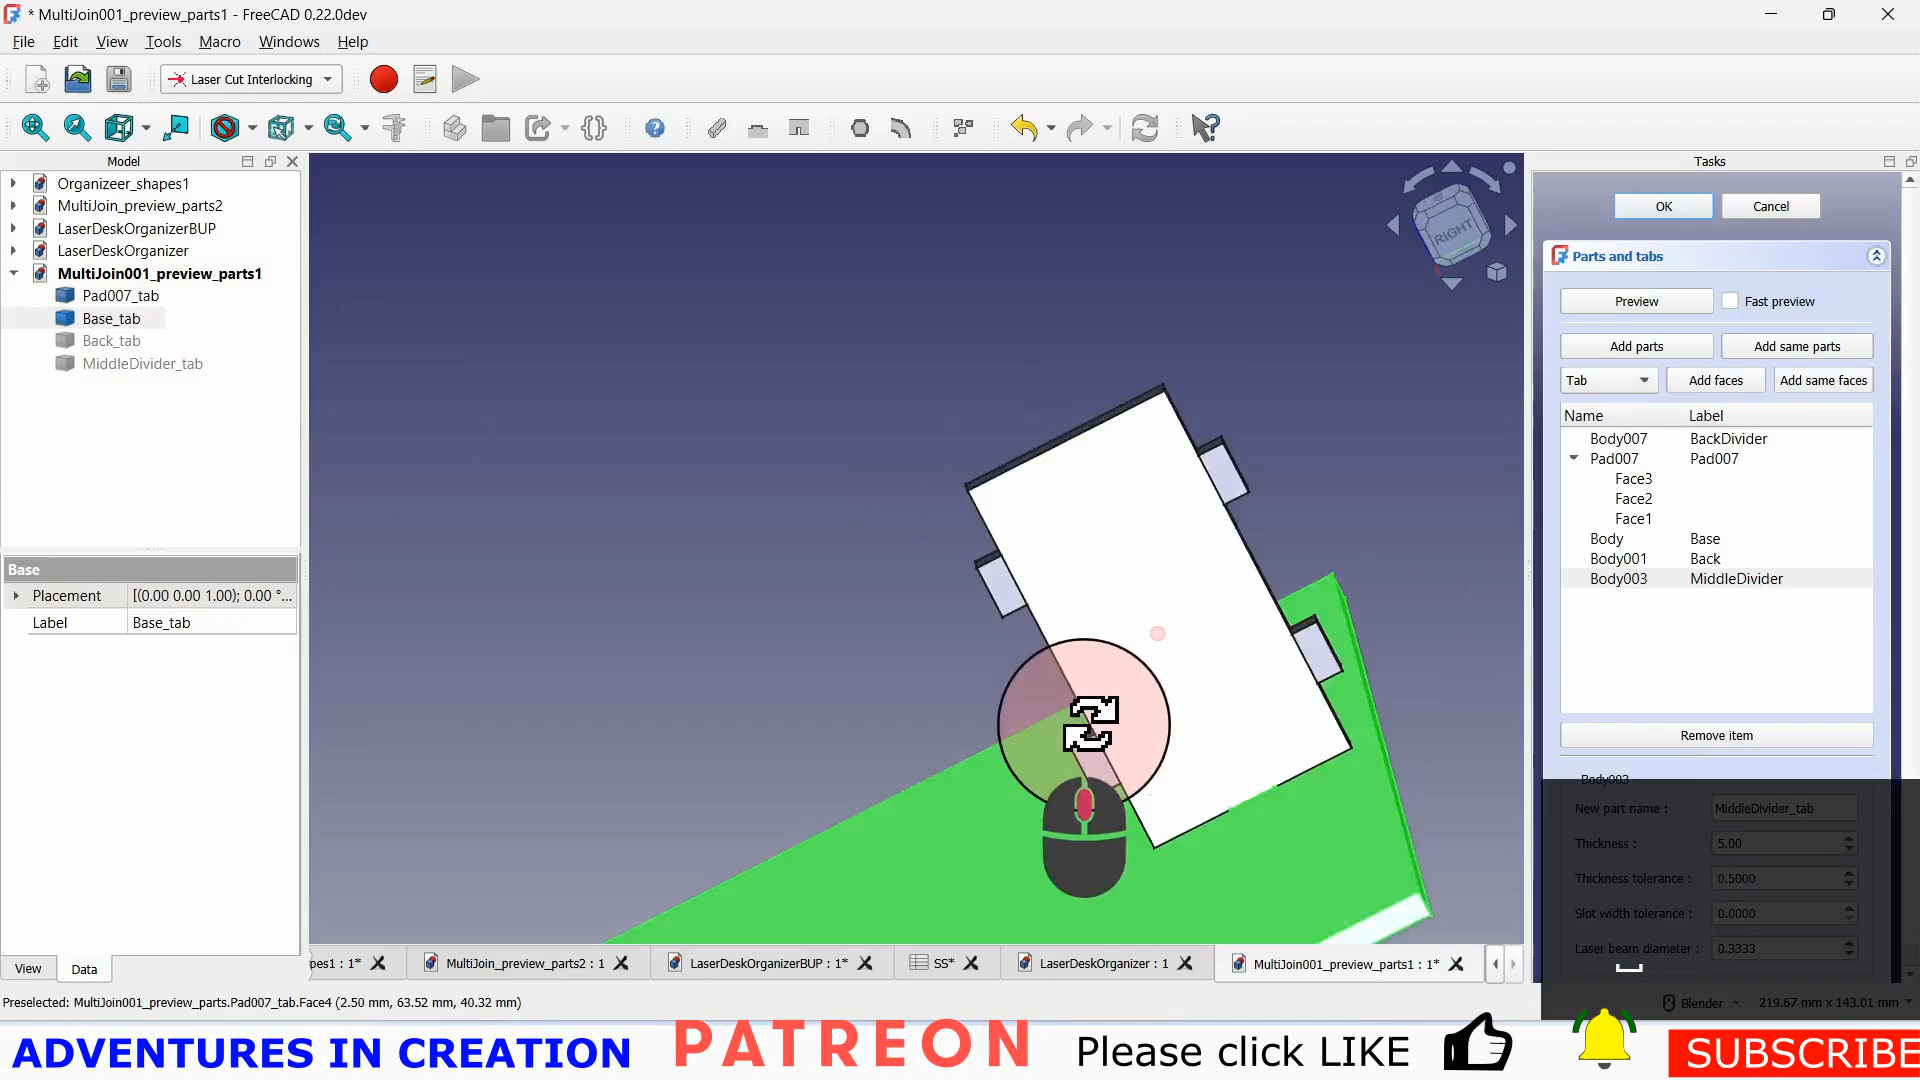 * MultiJoin001_preview_parts1 - FreeCAD 0.22.0dev
File Edit View Tools Macro Windows Help
Laser Cut Interlocking
Model
Organizeer_shapes1
MultiJoin_preview_parts2
LaserDeskOrganizerBUP
LaserDeskOrganizer
MultiJoin001_preview_parts1
Pad007_tab
Base_tab
Back_tab
MiddleDivider_tab
Base
Placement [(0.00 0.00 1.00); 0.00 °...
Label Base_tab
View Data
RIGHT
pes1 : 1* MultiJoin_preview_parts2 : 1 LaserDeskOrganizerBUP : 1* SS* LaserDeskOrganizer : 1 MultiJoin001_preview_parts1 : 1*
Tasks
OK Cancel
Parts and tabs
Preview Fast preview
Add parts Add same parts
Tab Add faces Add same faces
Name Label
Body007 BackDivider
Pad007 Pad007
Face3
Face2
Face1
Body Base
Body001 Back
Body003 MiddleDivider
Remove item
Body003
New part name : MiddleDivider_tab
Thickness : 5.00
Thickness tolerance : 0.5000
Slot width tolerance : 0.0000
Laser beam diameter : 0.3333
Preselected: MultiJoin001_preview_parts.Pad007_tab.Face4 (2.50 mm, 63.52 mm, 40.32 mm)
Blender 219.67 mm x 143.01 mm
ADVENTURES IN CREATION PATREON Please click LIKE SUBSCRIBE